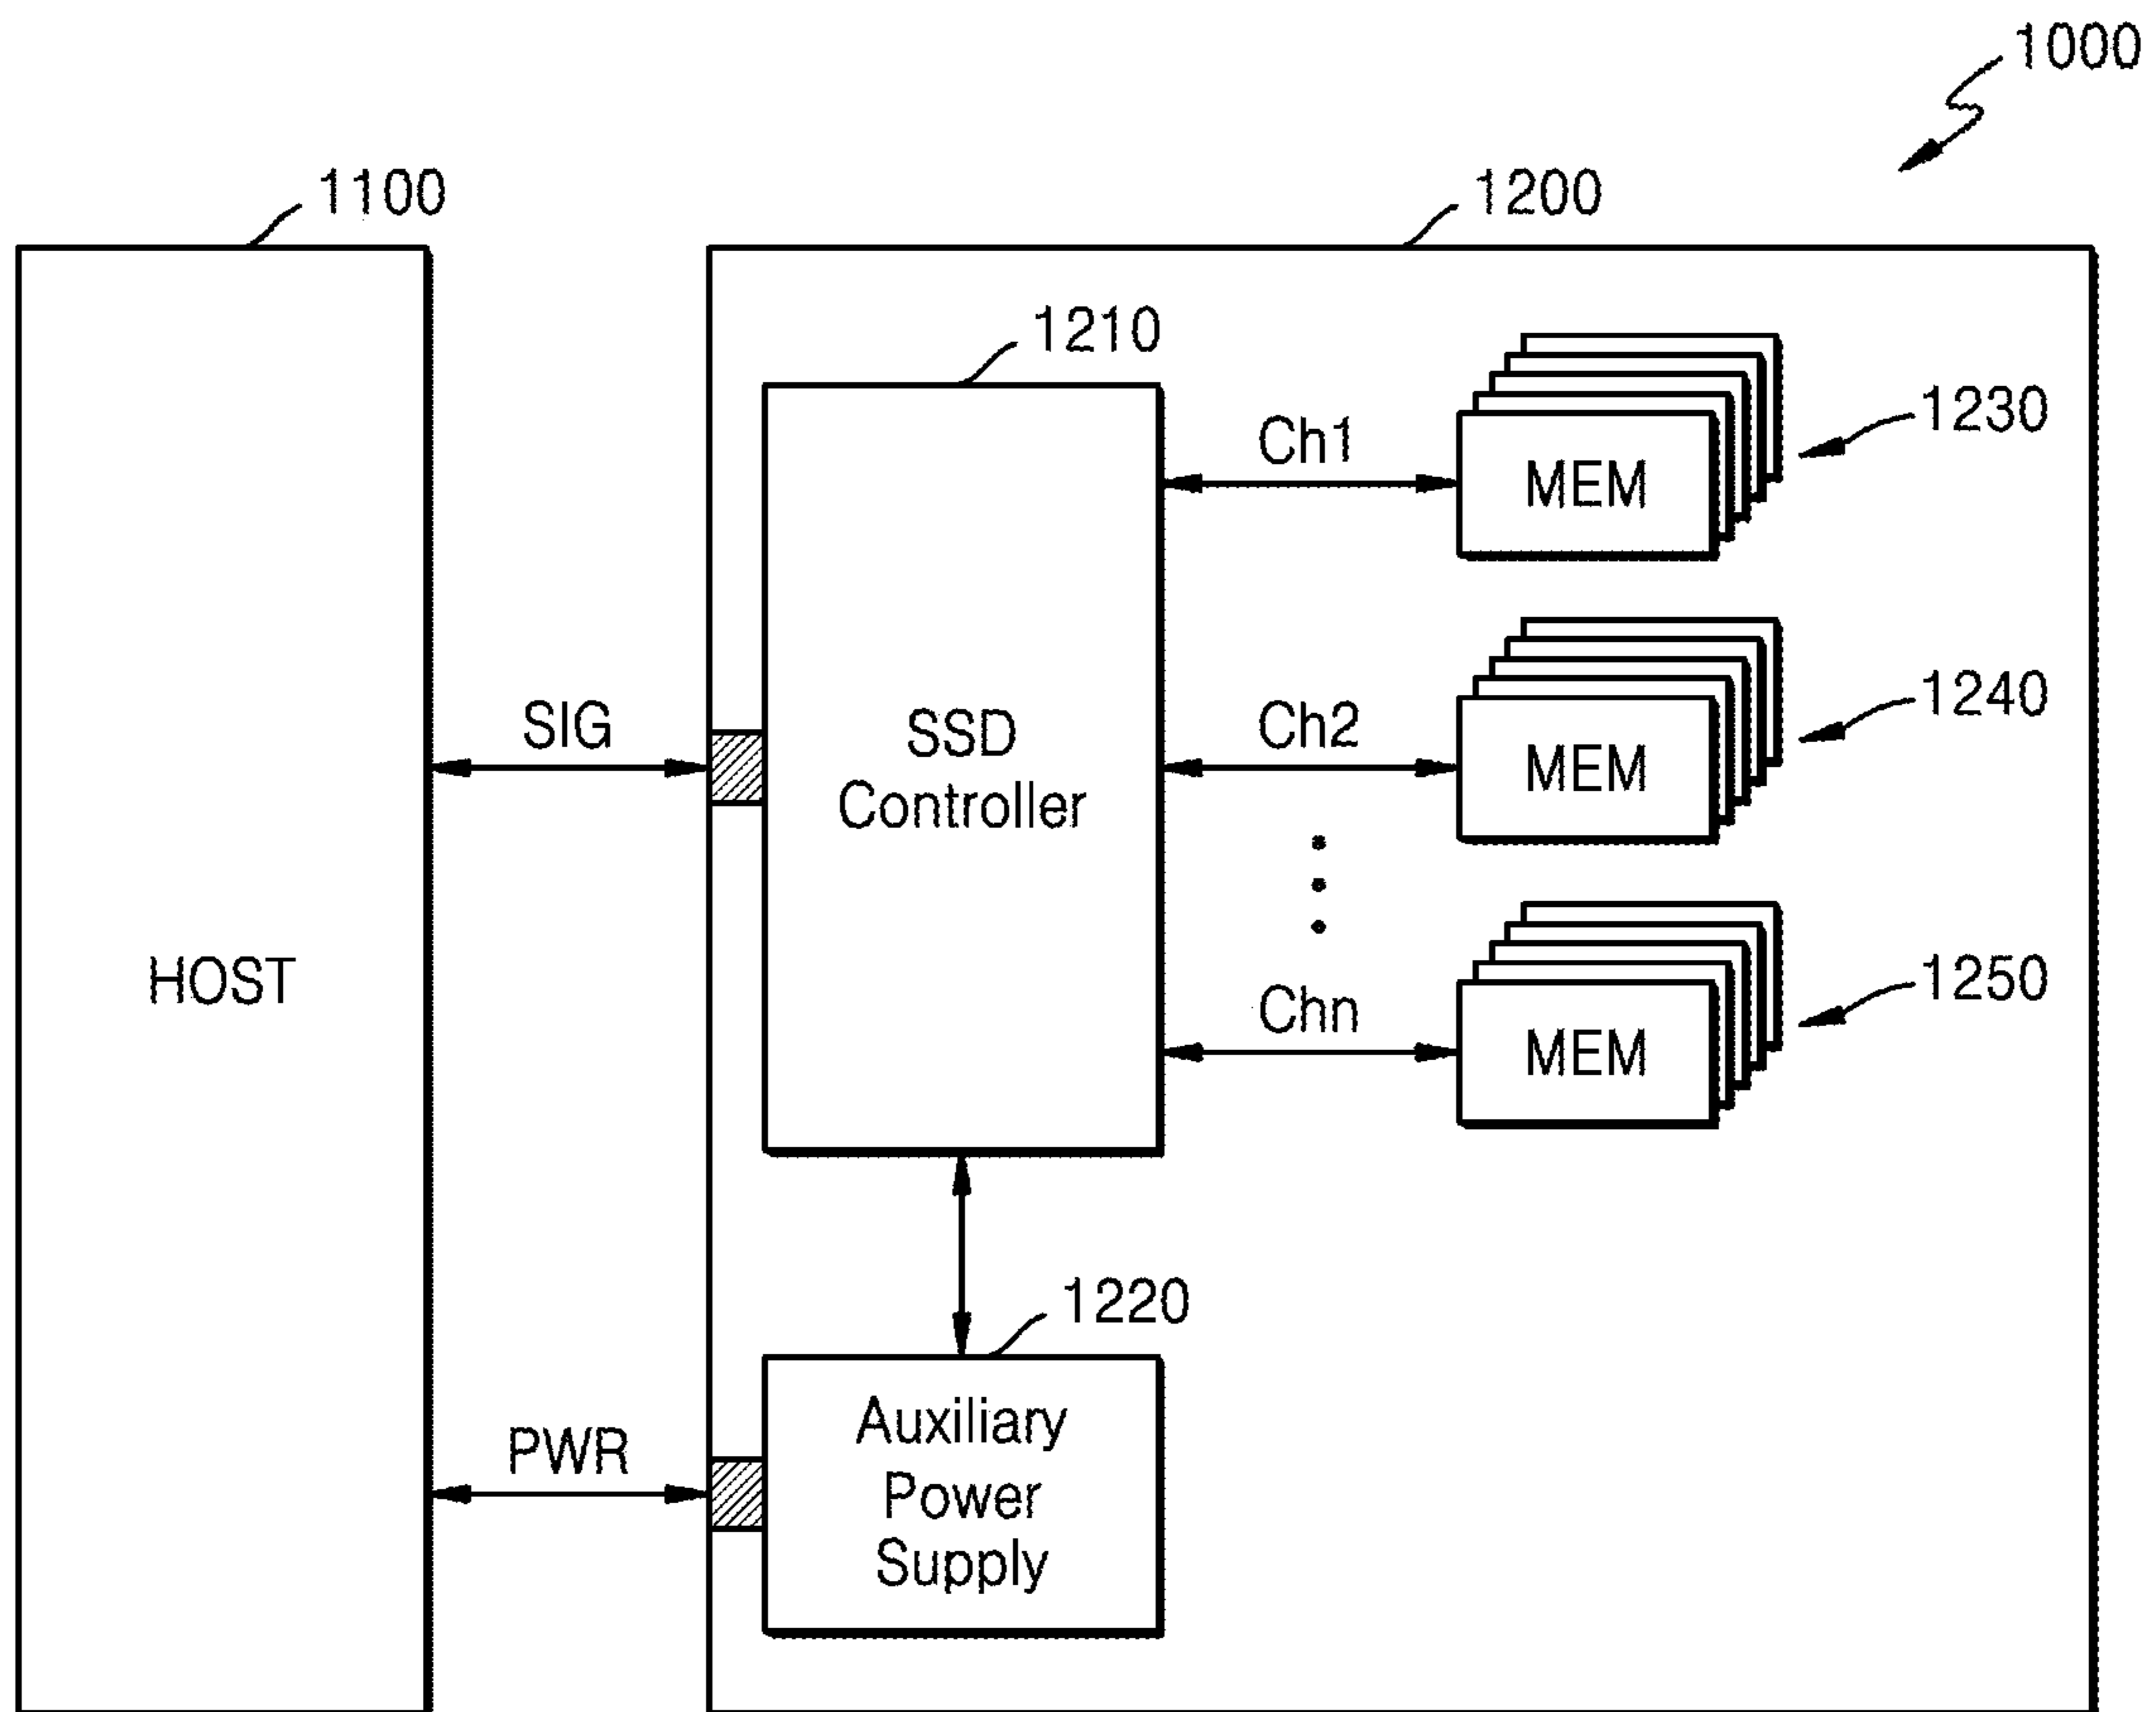 1000
1100
1200
1210
Ch1
MEM
1230
SIG
SSD
Controller
Ch2
MEM
1240
HOST
Chn
MEM
1250
1220
PWR
Auxiliary
Power
Supply